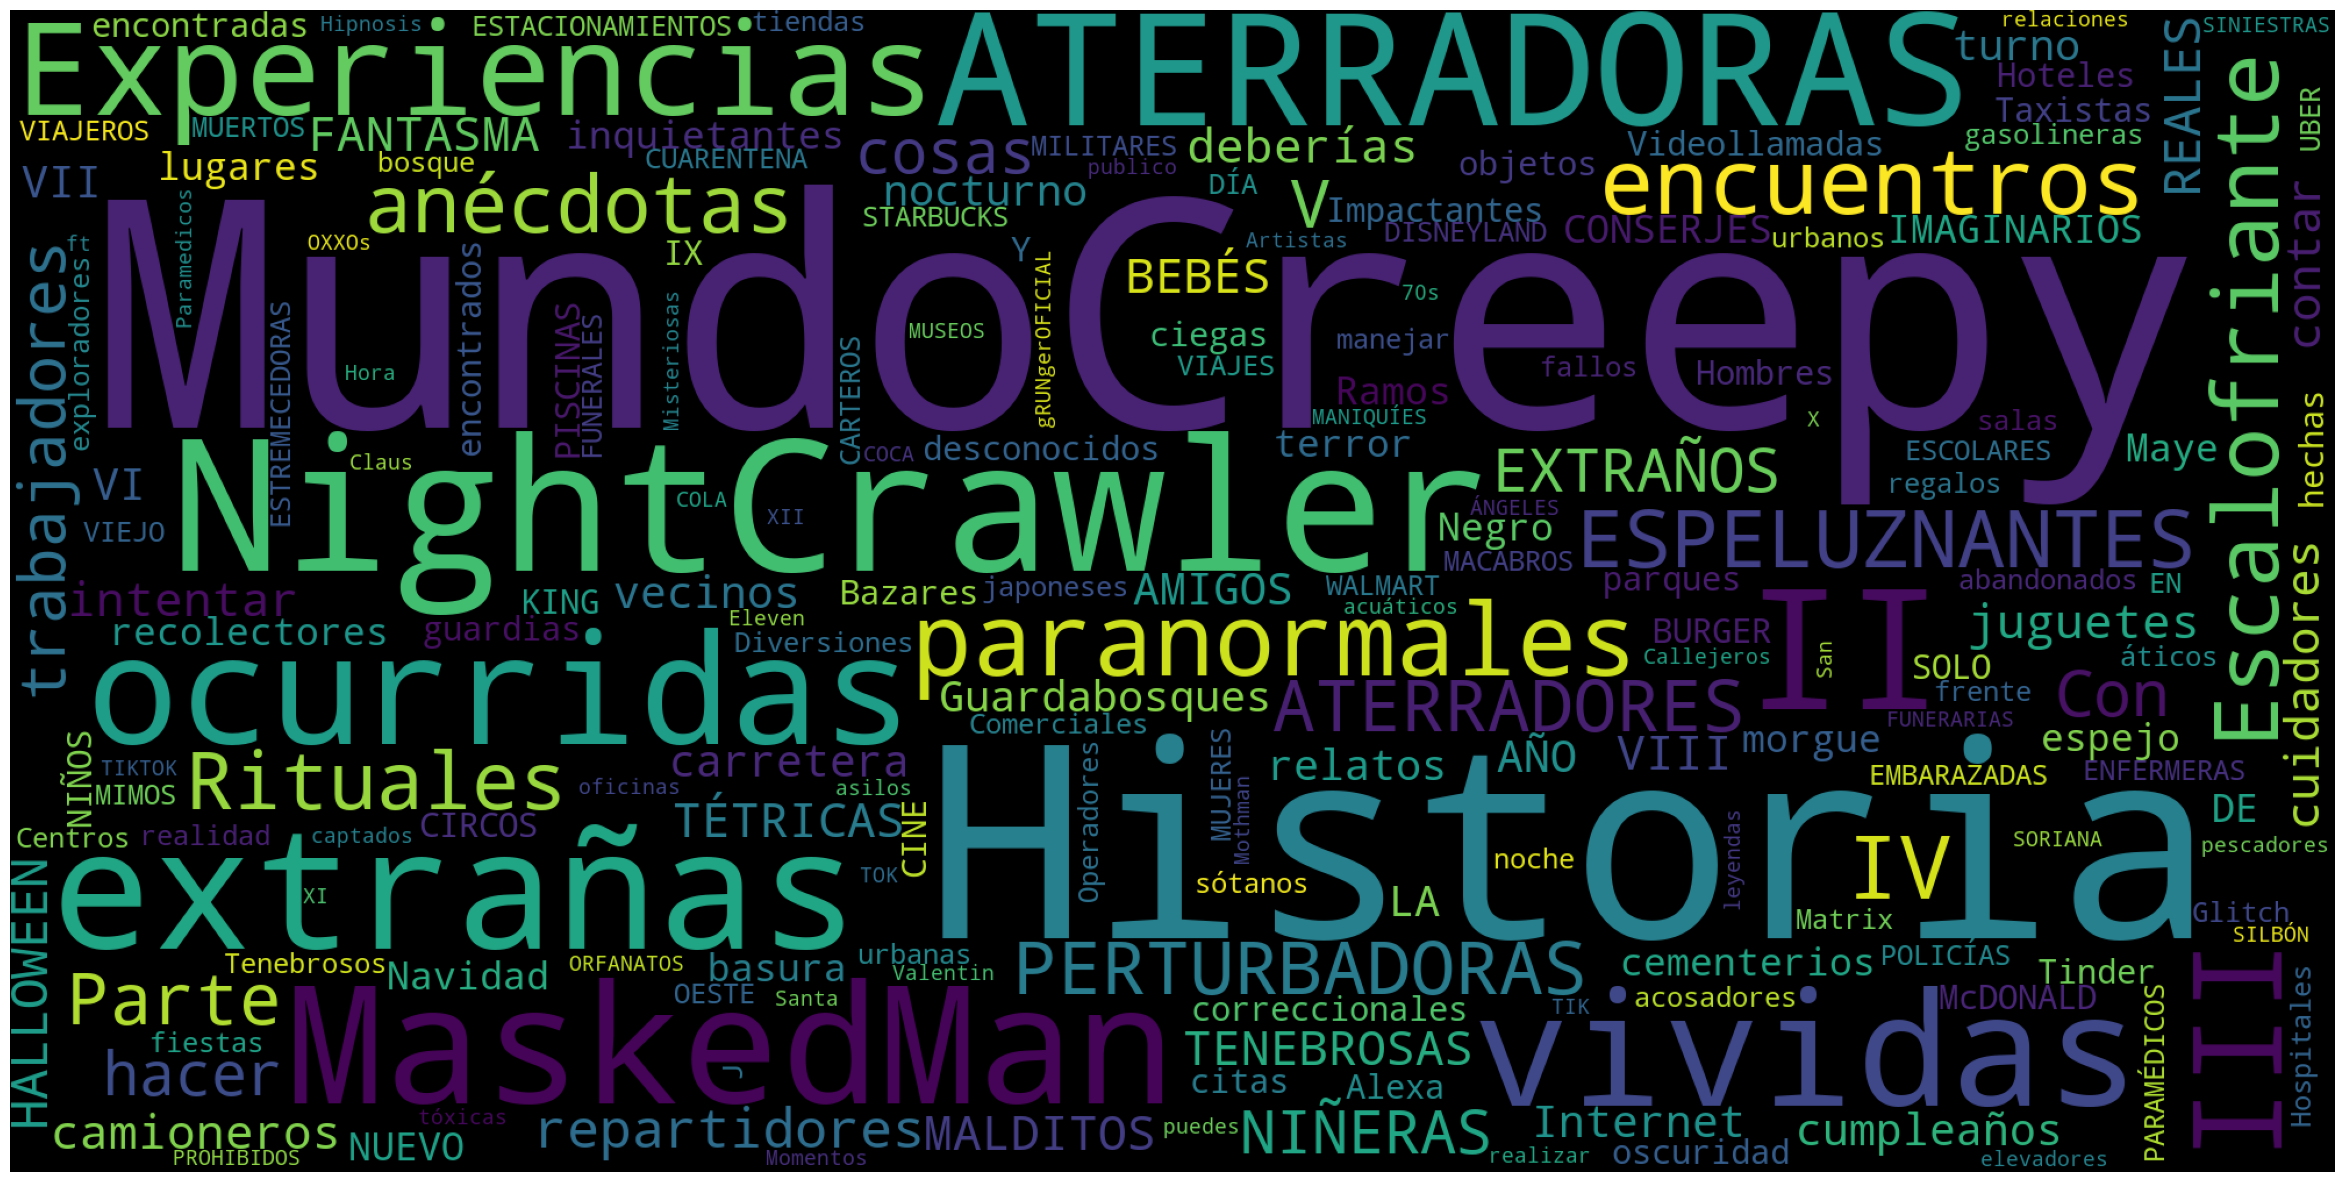 encontradas
Hipnosis
ESTACIONAMIENTOS
tiendas
Experiencias
ATERRADORAS
relaciones
SINIESTRAS
turno
REALES
Hoteles
Taxistas
UBER
VIAJEROS
MUERTOS
FANTASMA
inquietantes
cosas
MILITARES
deberías
Videollamadas
gasolineras
VII
lugares
bosque
CUARENTENA
publico
objetos
encuentros
Escalofriante
contar
Paramedicos
anécdotas
nocturno
DÍA
V
Impactantes
STARBUCKS
DISNEYLAND
CONSERJES
urbanos
IMAGINARIOS
ft
OXXOs
IX
Y
Artistas
MundoCreepy
trabajadores
exploradores
encontrados
BEBÉS
gRUNgerOFICIAL
70s
ESTREMECEDORAS
PISCINAS
FUNERALES
Misteriosas
CARTEROS
MUSEOS
ciegas
manejar
VIAJES
fallos
Hombres
Hora
Ramos
MANIQUÍES
X
salas
hechas
NightCrawler
Claus
COCA
desconocidos
terror
EXTRAÑOS
ESCOLARES
Maye
VI
regalos
COLA
XII
ÁNGELES
VIEJO
Negro
ESPELUZNANTES
MACABROS
intentar
KING
vecinos
Bazares
japoneses
AMIGOS
WALMART
parques
abandonados
EN
cuidadores
recolectores
guardias
Eleven
Diversiones
acuáticos
paranormales
II
BURGER
juguetes
ocurridas
Callejeros
San
SOLO
áticos
Guardabosques
ATERRADORES
frente
Con
NIÑOS
Comerciales
FUNERARIAS
TIKTOK
Rituales
carretera
Historia
Operadores
MUJERES
relatos
AÑO
VIII
morgue
espejo
MIMOS
oficinas
asilos
EMBARAZADAS
ENFERMERAS
Centros
realidad
captados
CIRCOS
TÉTRICAS
CINE
Mothman
DE
SORIANA
pescadores
extrañas
HALLOWEEN
XI
TOK
sótanos
noche
leyendas
IV
LA
Matrix
Glitch
SILBÓN
Tenebrosos
ORFANATOS
urbanas
Parte
Navidad
basura
Valentin
PERTURBADORAS
cementerios
POLICÍAS
Tinder
III
Hospitales
MaskedMan
OESTE
Santa
correccionales
TIK
acosadores
McDONALD
PARAMÉDICOS
fiestas
TENEBROSAS
vividas
hacer
J
citas
Alexa
camioneros
tóxicas
repartidores
MALDITOS
puedes
NIÑERAS
Internet
cumpleaños
PROHIBIDOS
NUEVO
Momentos
realizar
oscuridad
elevadores